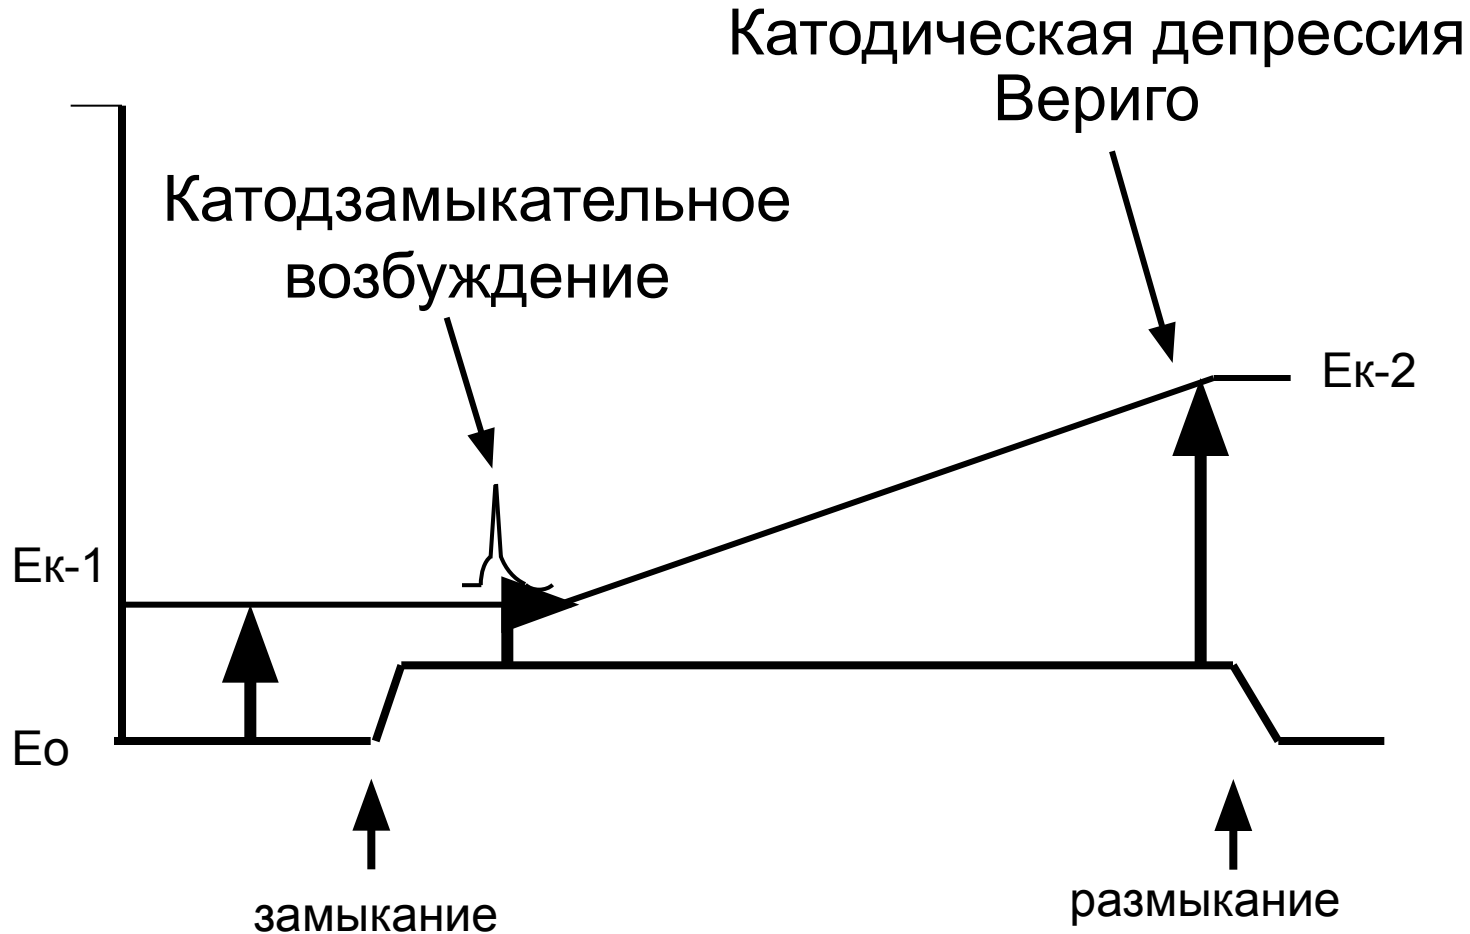 Катодическая депрессия
Вериго
Катодзамыкательное
возбуждение
Ек-2
Ек-1
Ео
замыкание
размыкание